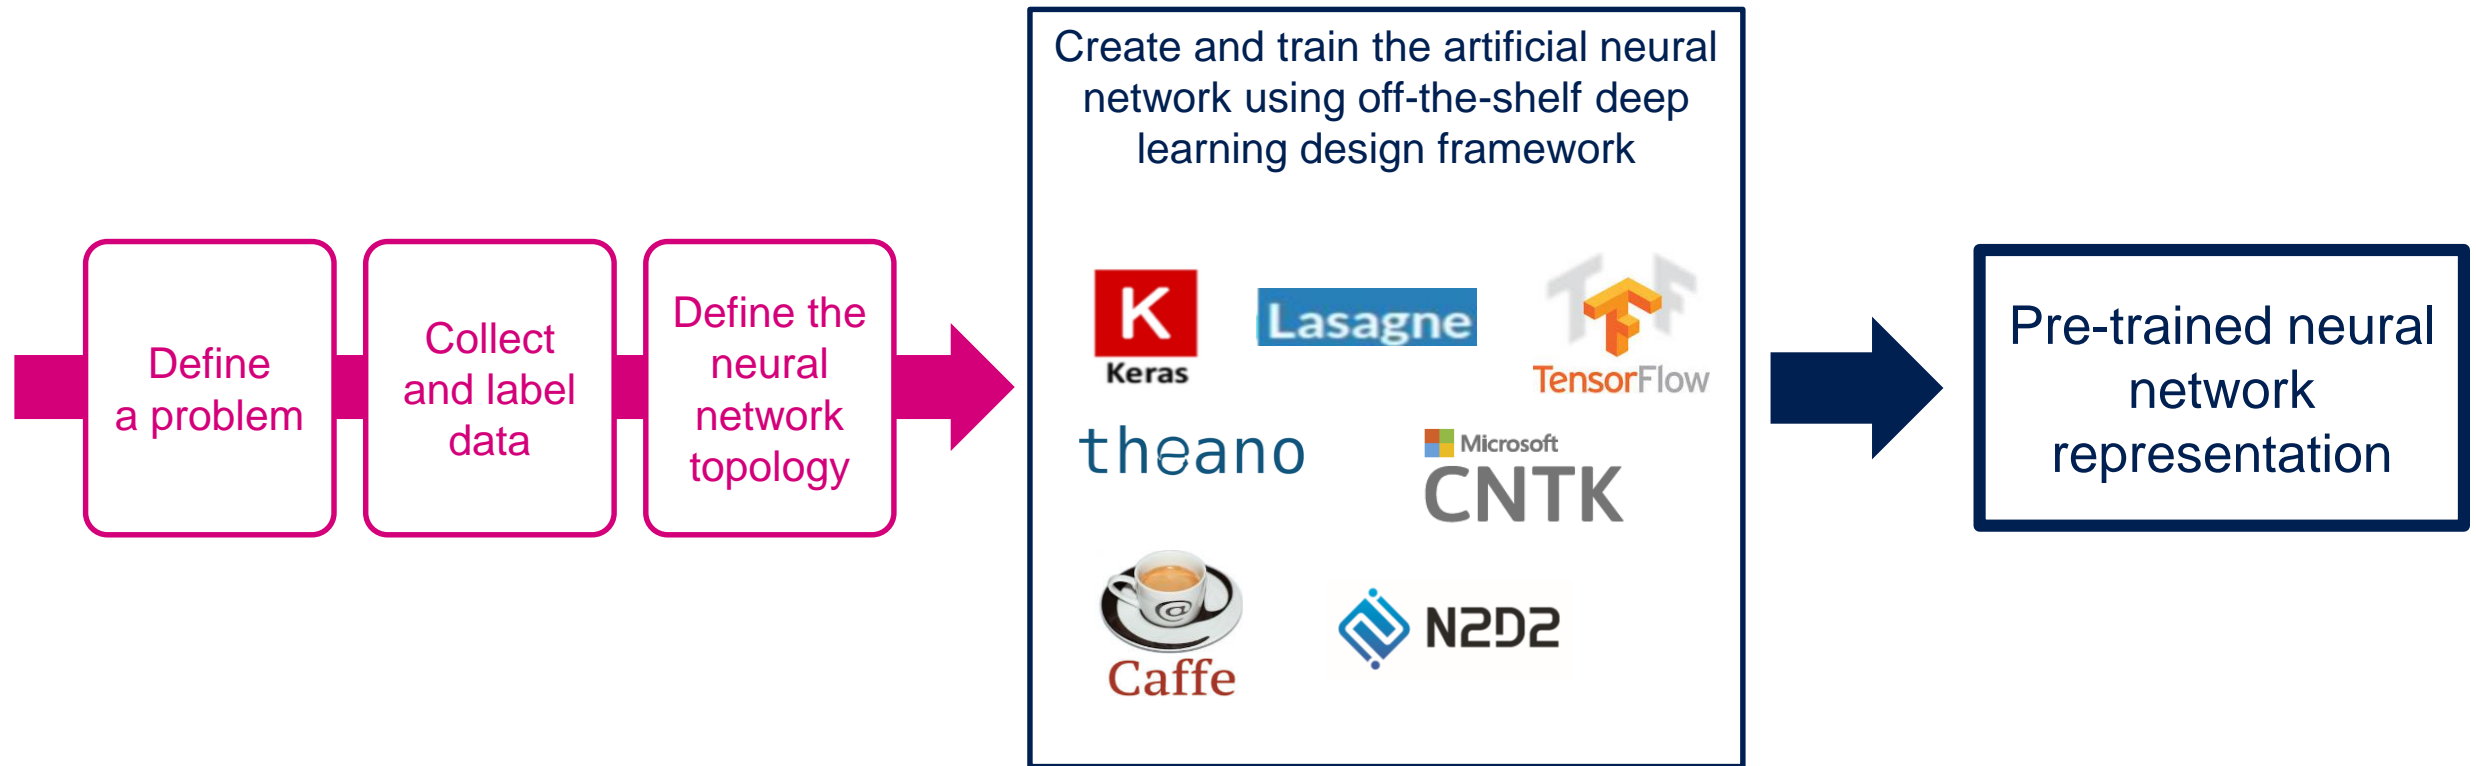 Define
a problem
Collect
and label
data
Define the
neural
network
topology
Create and train the artificial neural
network using off-the-shelf deep
learning design framework
K
Keras
Lasagne
TensorFlow
theano
Microsoft
CNTK
@
Caffe
N2D2
Pre-trained neural
network
representation